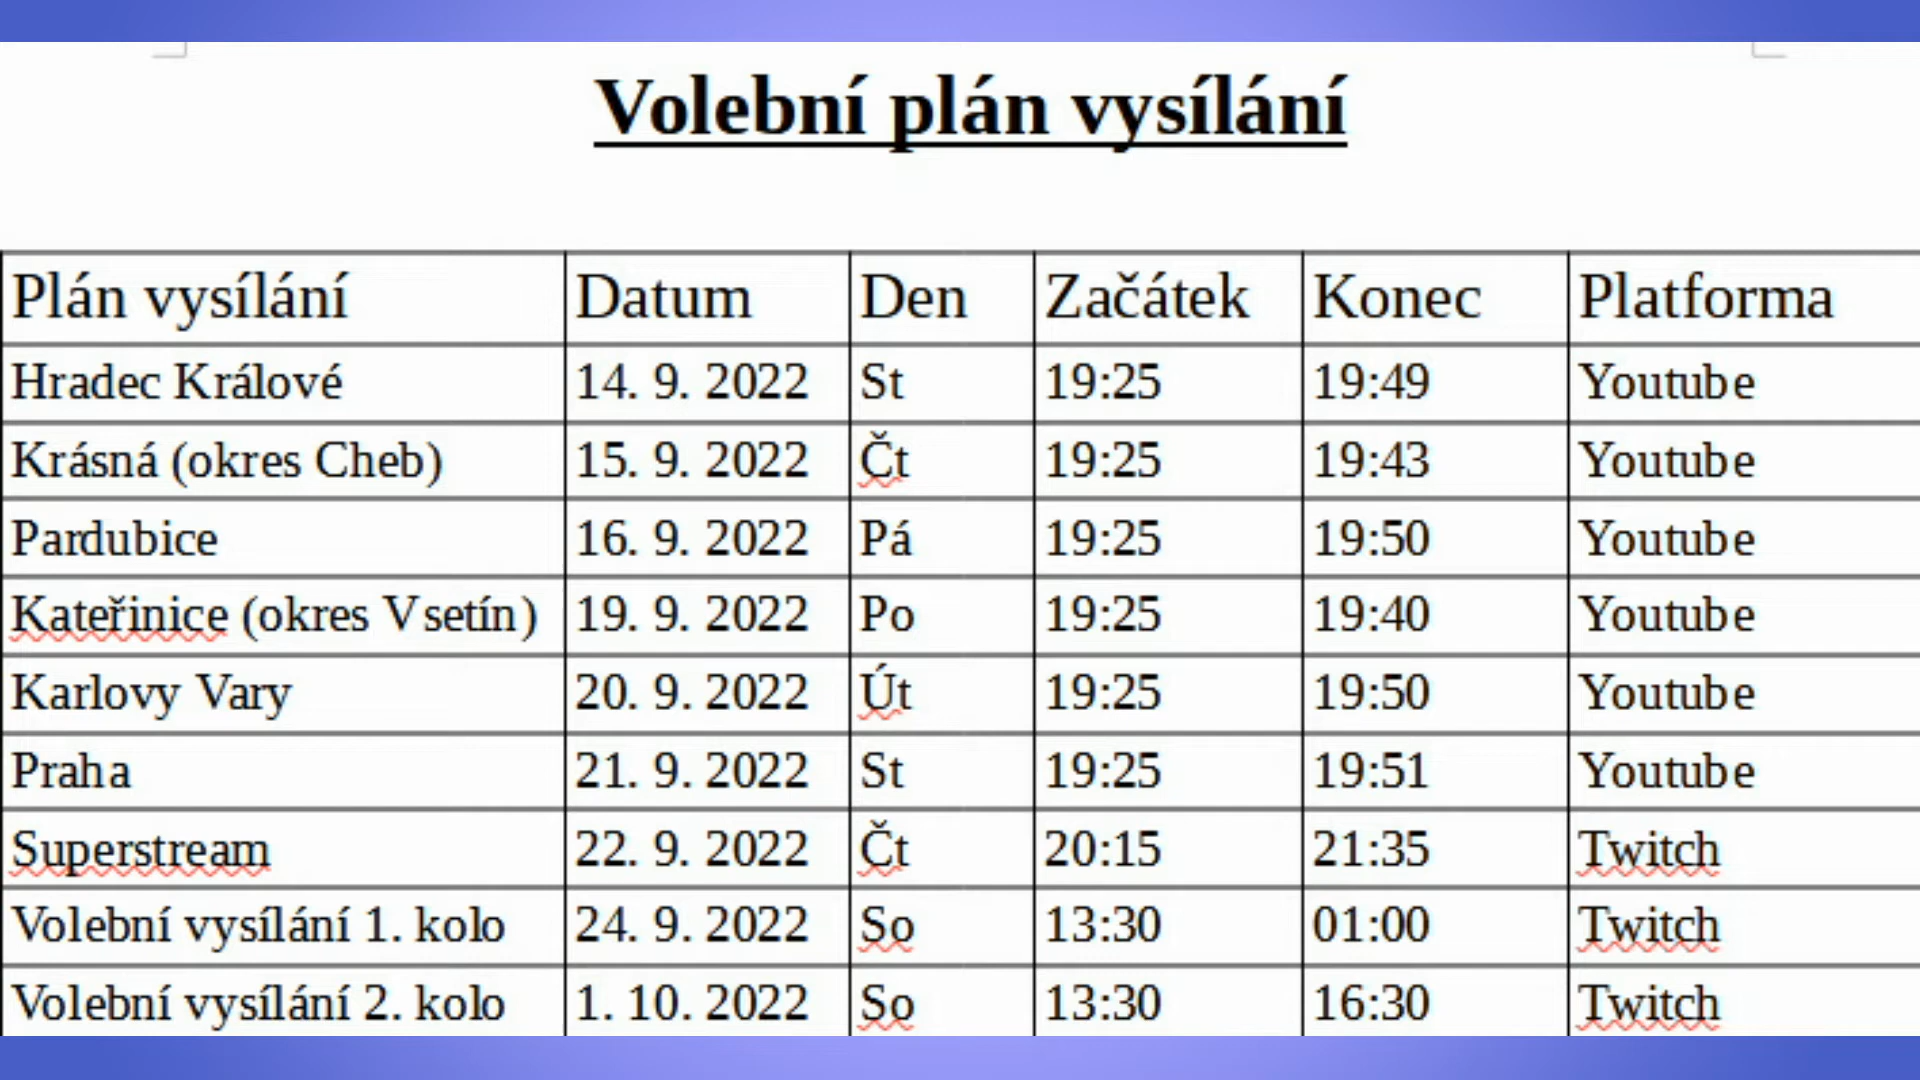 Volební plán vysílání
Plán vysílání Datum Den Začátek Konec Platforma
Hradec Králové 14. 9. 2022 St 19:25 19:49 Youtube
Krásná (okres Cheb) 15. 9. 2022 Čt 19:25 19:43 Youtube
Pardubice 16. 9. 2022 Pá 19:25 19:50 Youtube
Kateřinice (okres Vsetín) 19. 9. 2022 Po 19:25 19:40 Youtube
Karlovy Vary 20. 9. 2022 Út 19:25 19:50 Youtube
Praha 21. 9. 2022 St 19:25 19:51 Youtube
Superstream 22. 9. 2022 Čt 20:15 21:35 Twitch
Volební vysílání 1. kolo 24. 9. 2022 So 13:30 01:00 Twitch
Volební vysílání 2. kolo 1. 10. 2022 So 13:30 16:30 Twitch